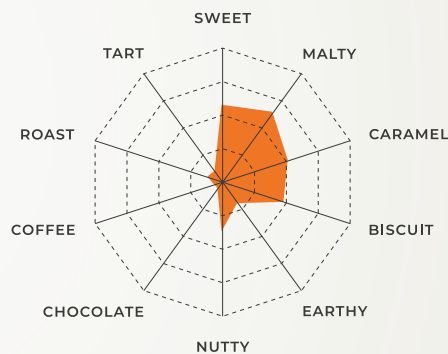 SWEET
MALTY
CARAMEL
BISCUIT
EARTHY
NUTTY
CHOCOLATE
COFFEE
ROAST
TART